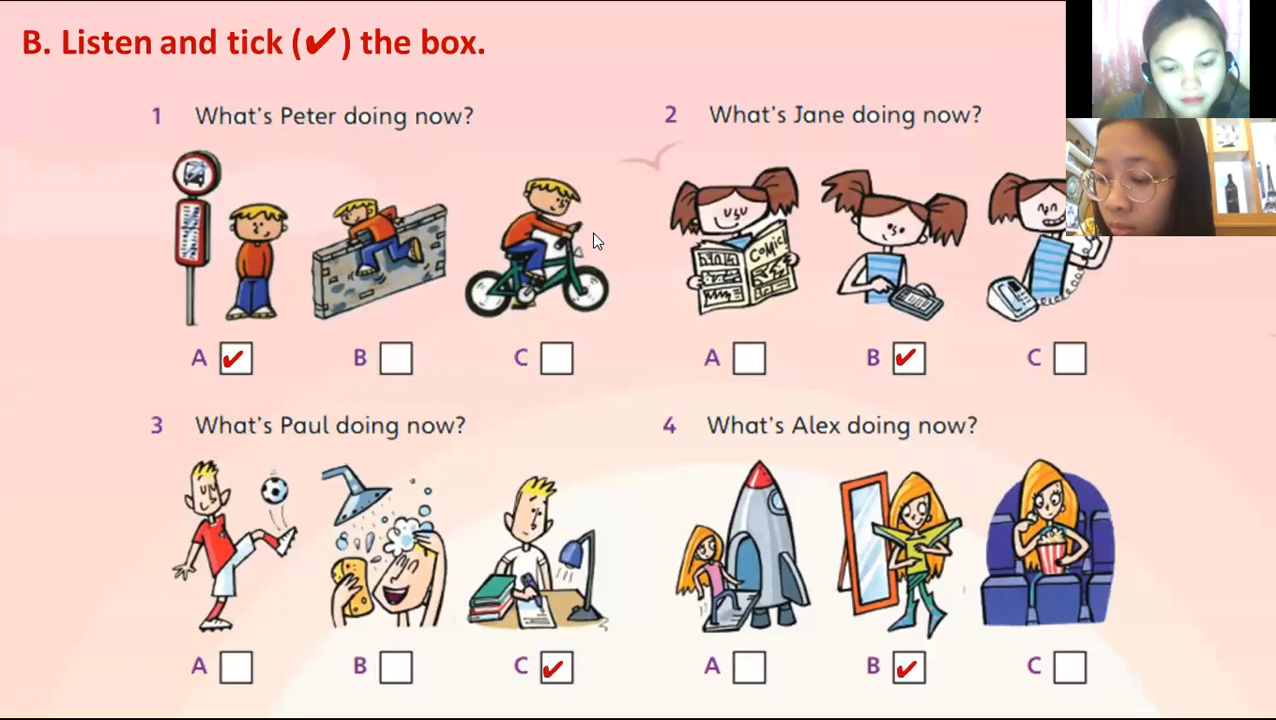 B. Listen and tick (✔) the box.
1 What's Peter doing now?
A ✔ B C
2 What's Jane doing now?
COMIC!
A B ✔ C
3 What's Paul doing now?
A B C ✔
4 What's Alex doing now?
A B ✔ C